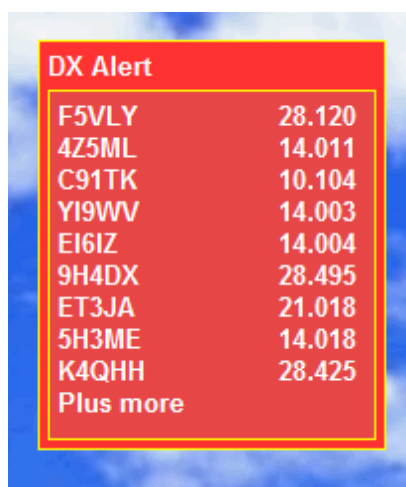 DX Alert
F5VLY 28.120
4Z5ML 14.011
C91TK 10.104
YI9WV 14.003
EI6IZ 14.004
9H4DX 28.495
ET3JA 21.018
5H3ME 14.018
K4QHH 28.425
Plus more